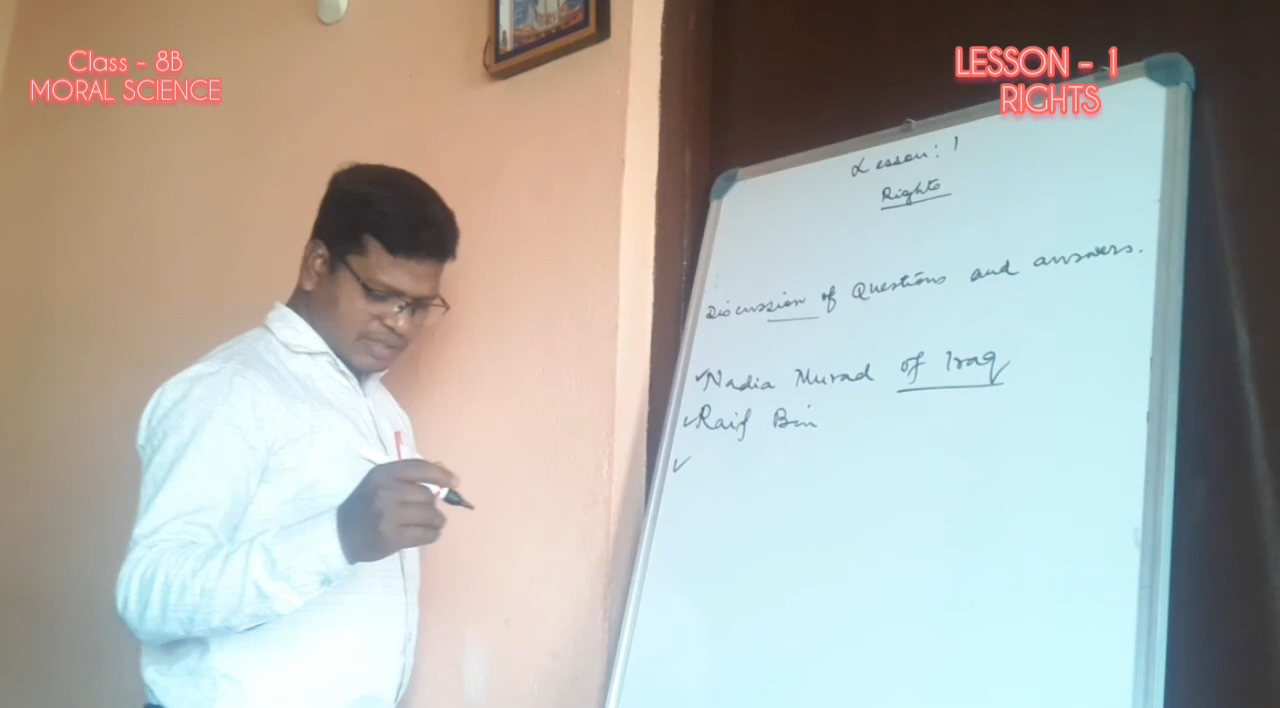 Class - 8B
MORAL SCIENCE
LESSON - 1
RIGHTS
Lesson: 1
Rights
Discussion of Questions and answers.
✓Nadia Murad of Iraq
✓Raif Bin
✓